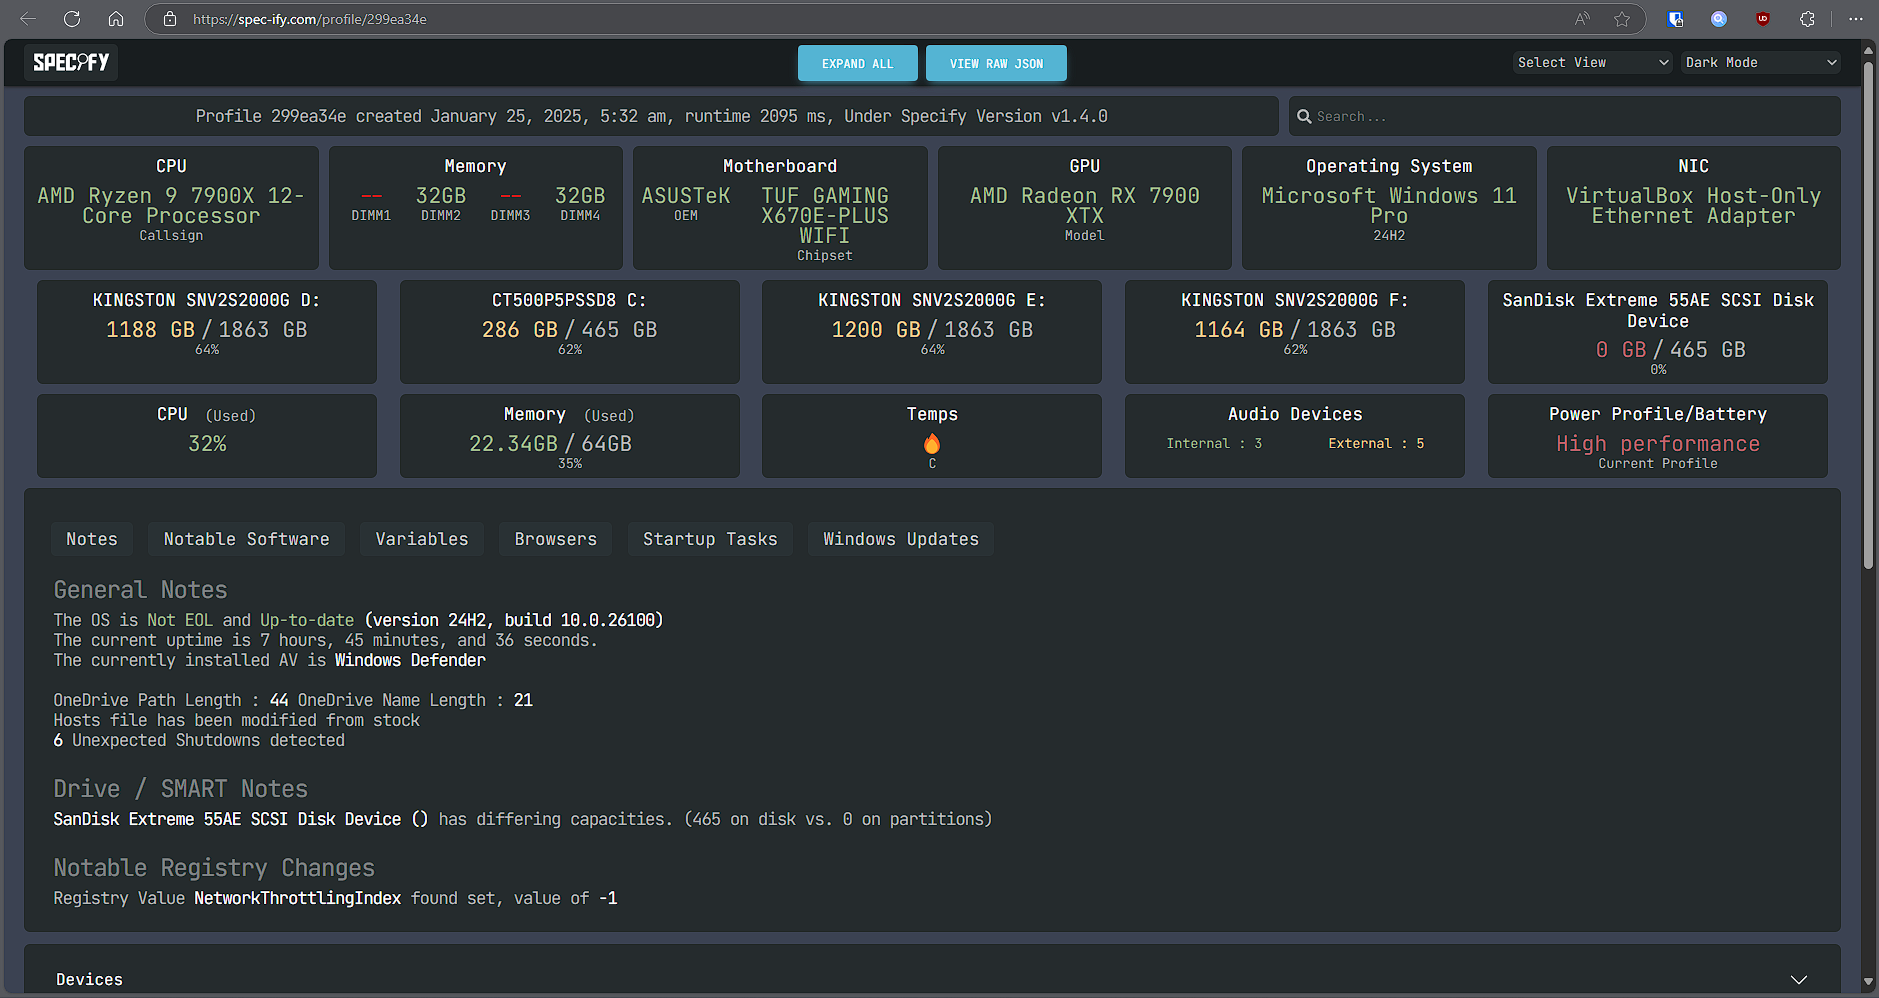 https://spec-ify.com/profile/299ea34e
SPECIFY
EXPAND ALL
VIEW RAW JSON
Select View
Dark Mode
Profile 299ea34e created January 25, 2025, 5:32 am, runtime 2095 ms, Under Specify Version v1.4.0
Search...
CPU
AMD Ryzen 9 7900X 12-
Core Processor
Callsign
Memory
-- 32GB -- 32GB
DIMM1 DIMM2 DIMM3 DIMM4
Motherboard
ASUSTeK
OEM
TUF GAMING
X670E-PLUS
WIFI
Chipset
GPU
AMD Radeon RX 7900
XTX
Model
Operating System
Microsoft Windows 11
Pro
24H2
NIC
VirtualBox Host-Only
Ethernet Adapter
KINGSTON SNV2S2000G D:
1188 GB/1863 GB
64%
CT500P5PSSD8 C:
286 GB/465 GB
62%
KINGSTON SNV2S2000G E:
1200 GB/1863 GB
64%
KINGSTON SNV2S2000G F:
1164 GB/1863 GB
62%
SanDisk Extreme 55AE SCSI Disk
Device
0 GB/465 GB
0%
CPU (Used)
32%
Memory (Used)
22.34GB/64GB
35%
Temps
C
Audio Devices
Internal : 3 External : 5
Power Profile/Battery
High performance
Current Profile
Notes
Notable Software
Variables
Browsers
Startup Tasks
Windows Updates
General Notes
The OS is Not EOL and Up-to-date (version 24H2, build 10.0.26100)
The current uptime is 7 hours, 45 minutes, and 36 seconds.
The currently installed AV is Windows Defender
OneDrive Path Length : 44 OneDrive Name Length : 21
Hosts file has been modified from stock
6 Unexpected Shutdowns detected
Drive / SMART Notes
SanDisk Extreme 55AE SCSI Disk Device () has differing capacities. (465 on disk vs. 0 on partitions)
Notable Registry Changes
Registry Value NetworkThrottlingIndex found set, value of -1
Devices